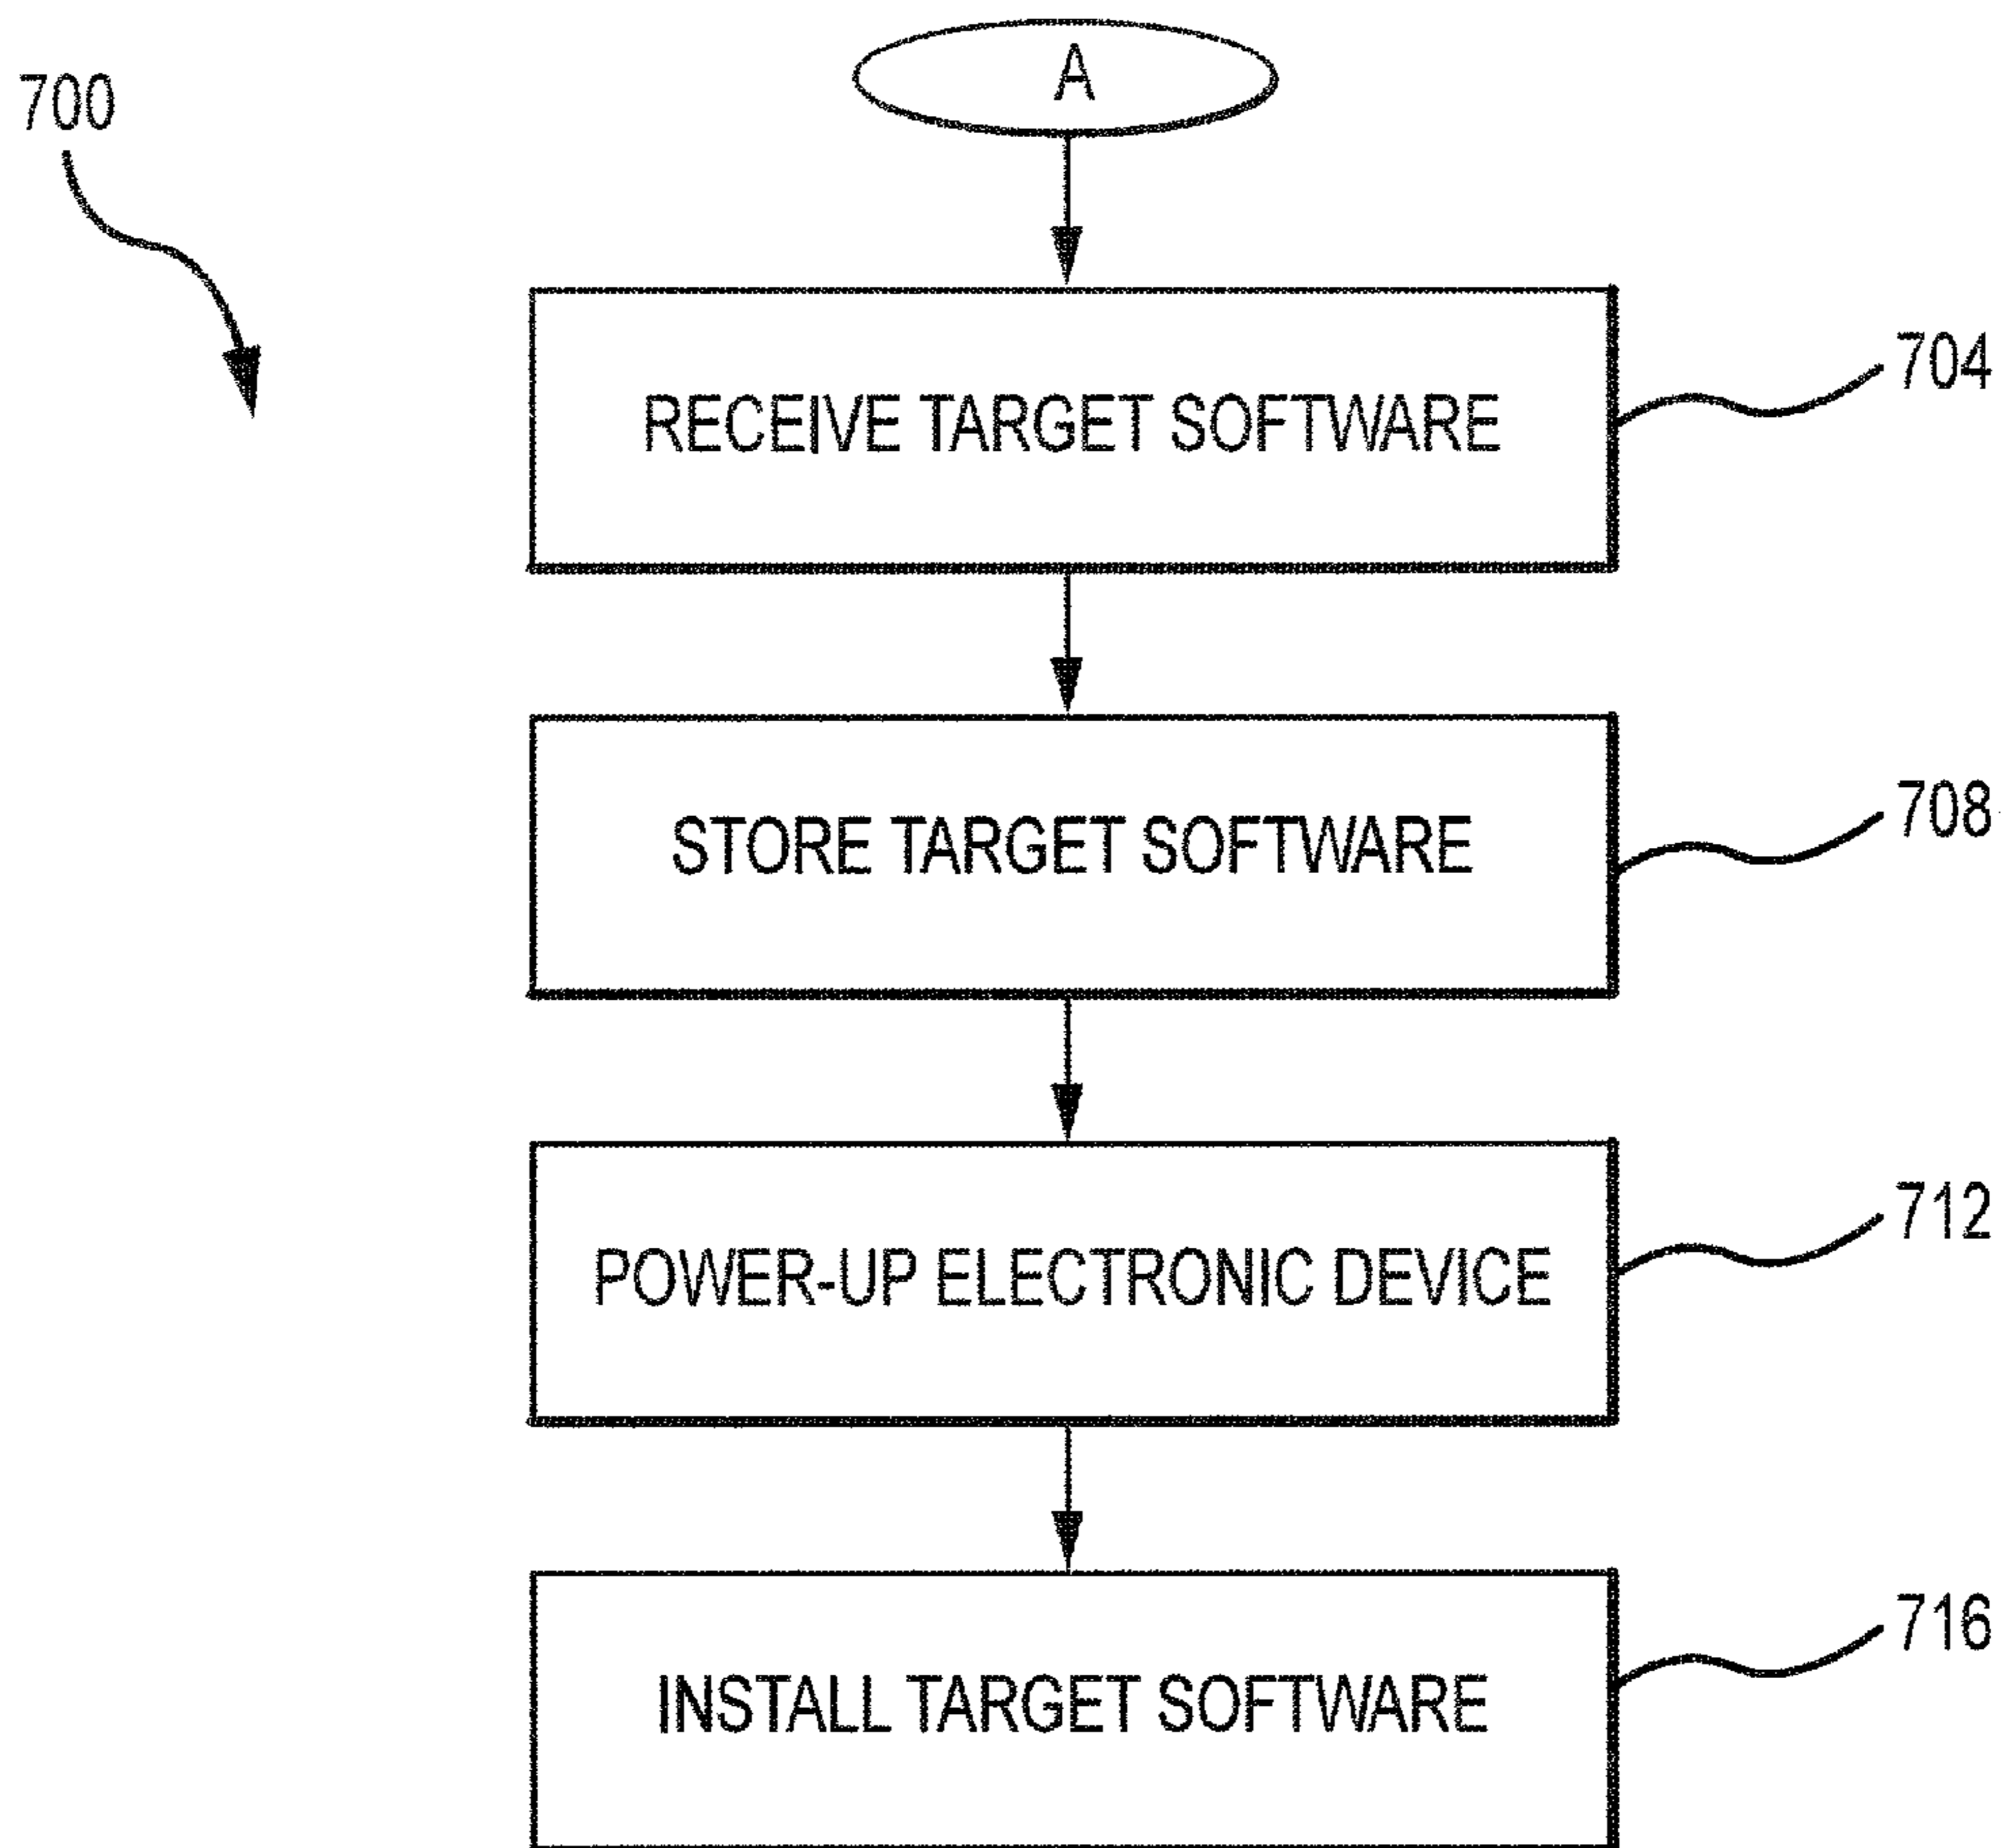 A
700
RECEIVE TARGET SOFTWARE
704
STORE TARGET SOFTWARE
708
POWER-UP ELECTRONIC DEVICE
712
INSTALL TARGET SOFTWARE
716